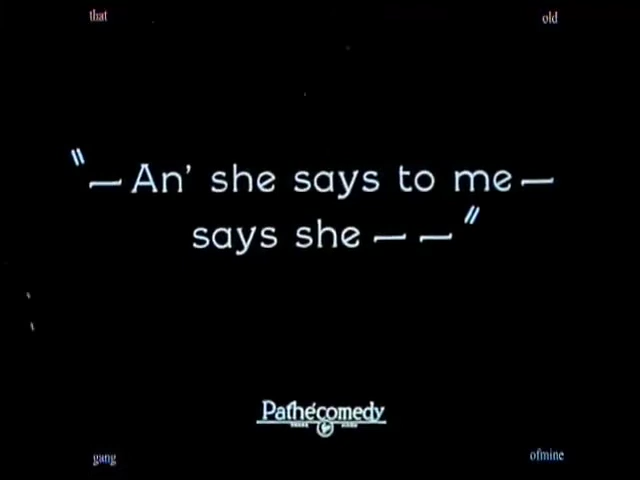 that old
"— An' she says to me —
says she — —"
Pathécomedy
gang ofmine